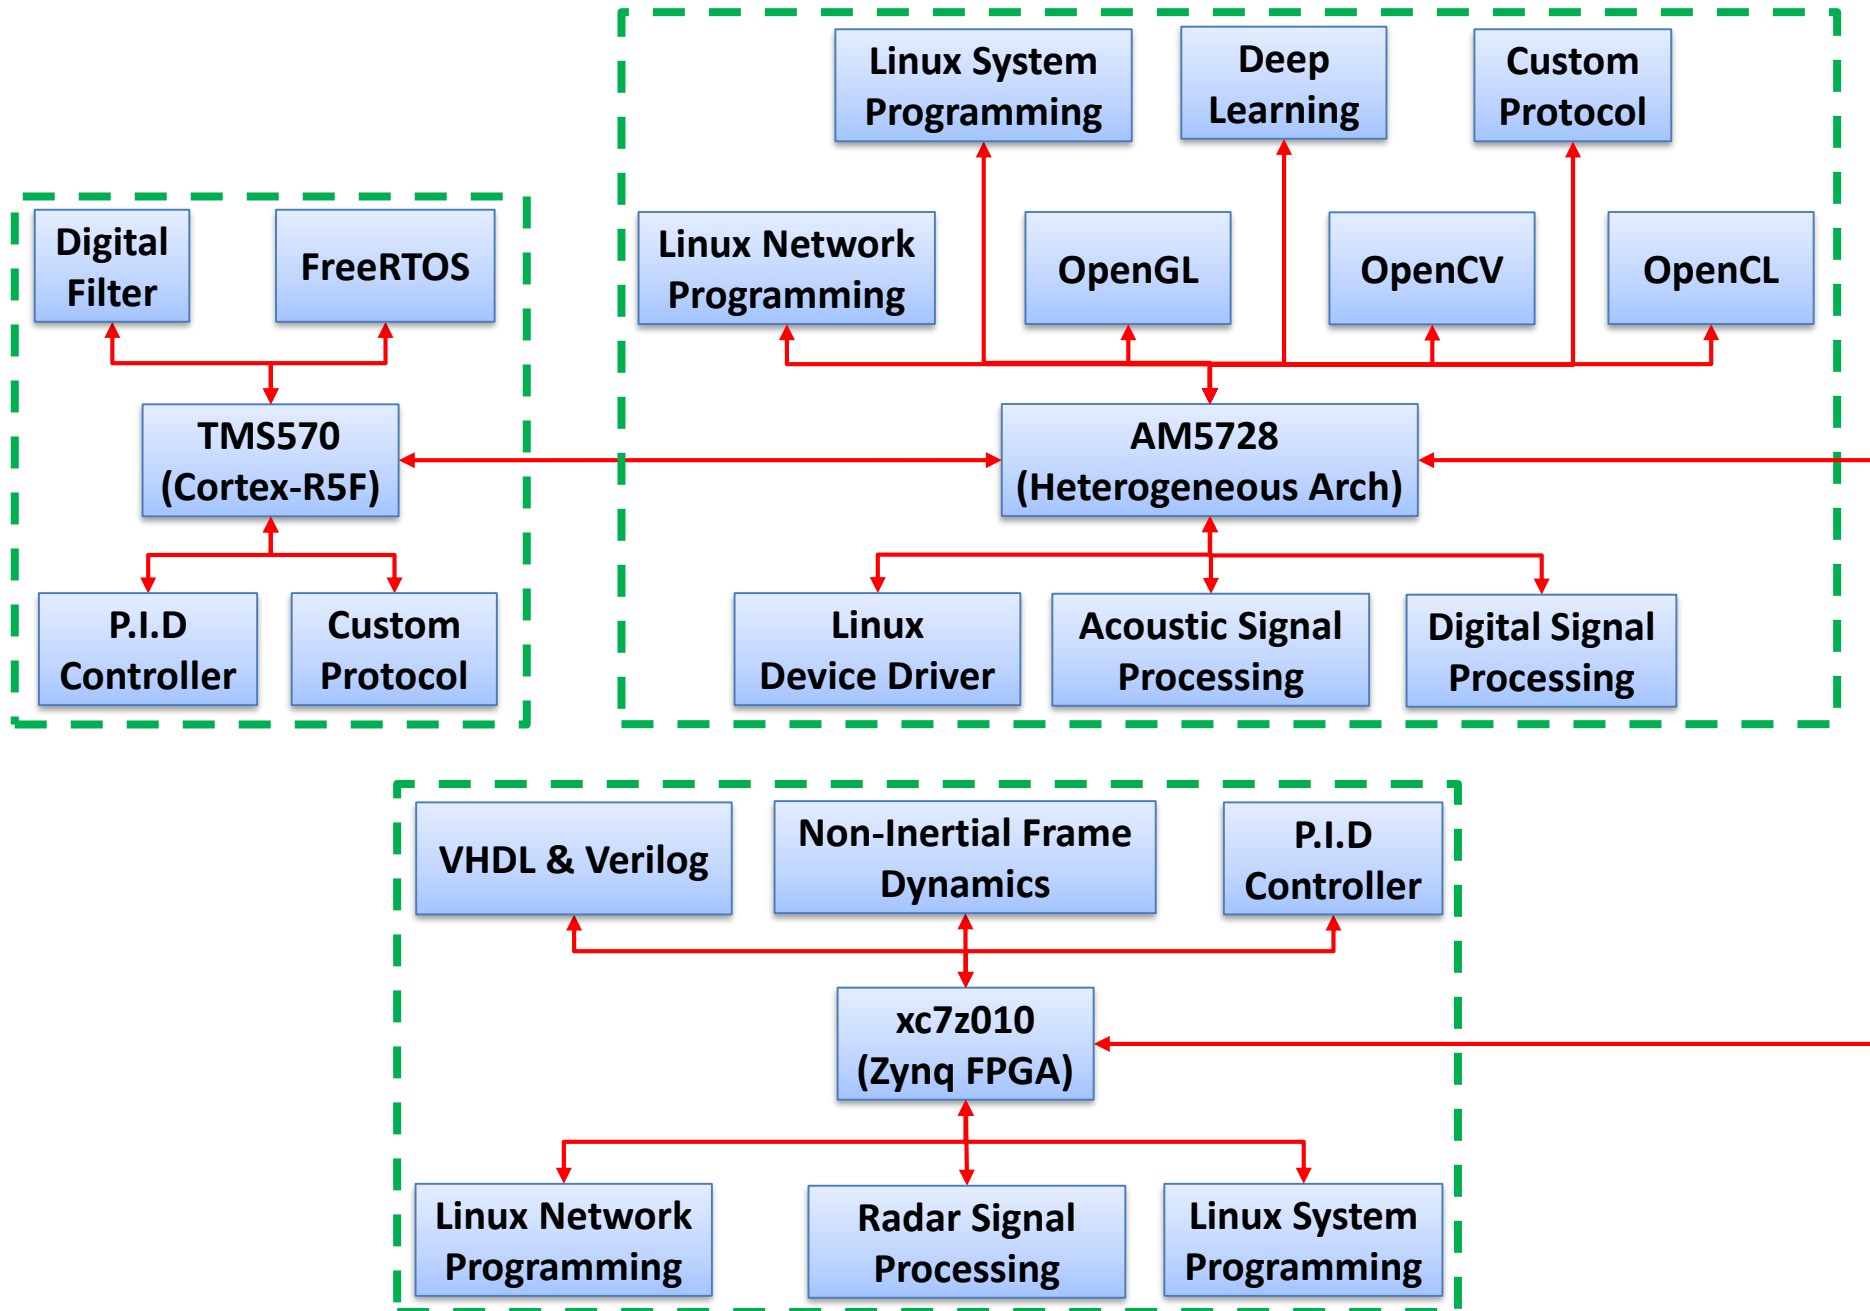 Linux System
Programming
Deep
Learning
Custom
Protocol
Digital
Filter
FreeRTOS
Linux Network
Programming
OpenGL
OpenCV
OpenCL
TMS570
(Cortex-R5F)
AM5728
(Heterogeneous Arch)
P.I.D
Controller
Custom
Protocol
Linux
Device Driver
Acoustic Signal
Processing
Digital Signal
Processing
VHDL & Verilog
Non-Inertial Frame
Dynamics
P.I.D
Controller
xc7z010
(Zynq FPGA)
Linux Network
Programming
Radar Signal
Processing
Linux System
Programming